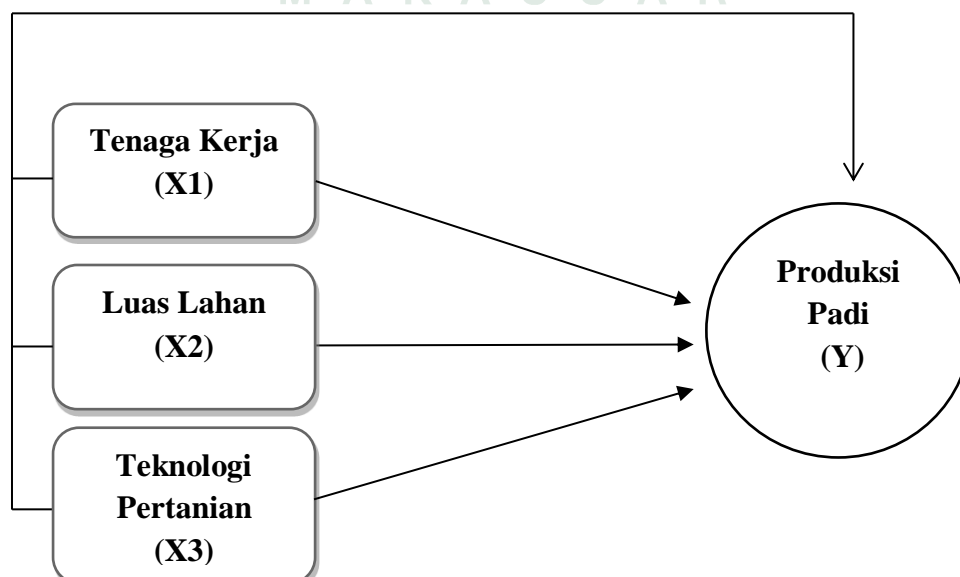 M A K A S S A R
Tenaga Kerja
(X1)
Luas Lahan
(X2)
Teknologi
Pertanian
(X3)
Produksi
Padi
(Y)